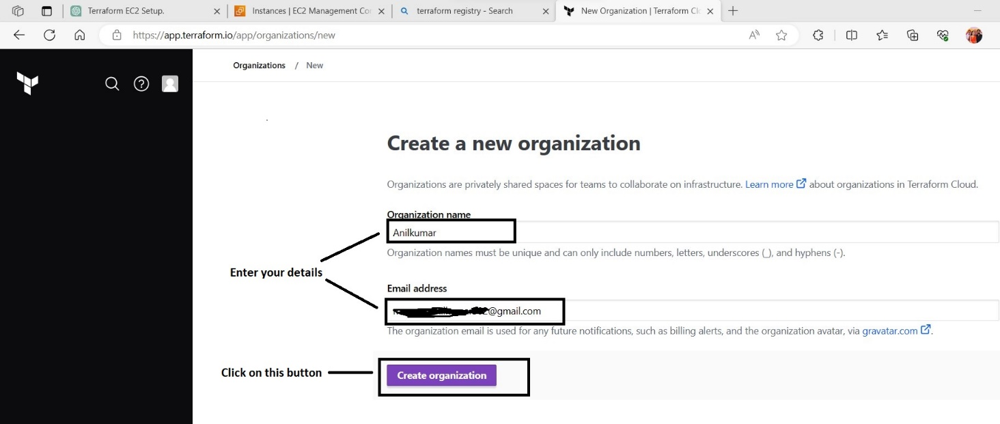 Terraform EC2 Setup.
Instances | EC2 Management Co
terraform registry - Search
New Organization | Terraform Cl
https://app.terraform.io/app/organizations/new
Organizations / New
Create a new organization
Organizations are privately shared spaces for teams to collaborate on infrastructure. Learn more about organizations in Terraform Cloud.
Organization name
Anilkumar
Organization names must be unique and can only include numbers, letters, underscores (_), and hyphens (-).
Enter your details
Email address
@gmail.com
The organization email is used for any future notifications, such as billing alerts, and the organization avatar, via gravatar.com.
Click on this button
Create organization